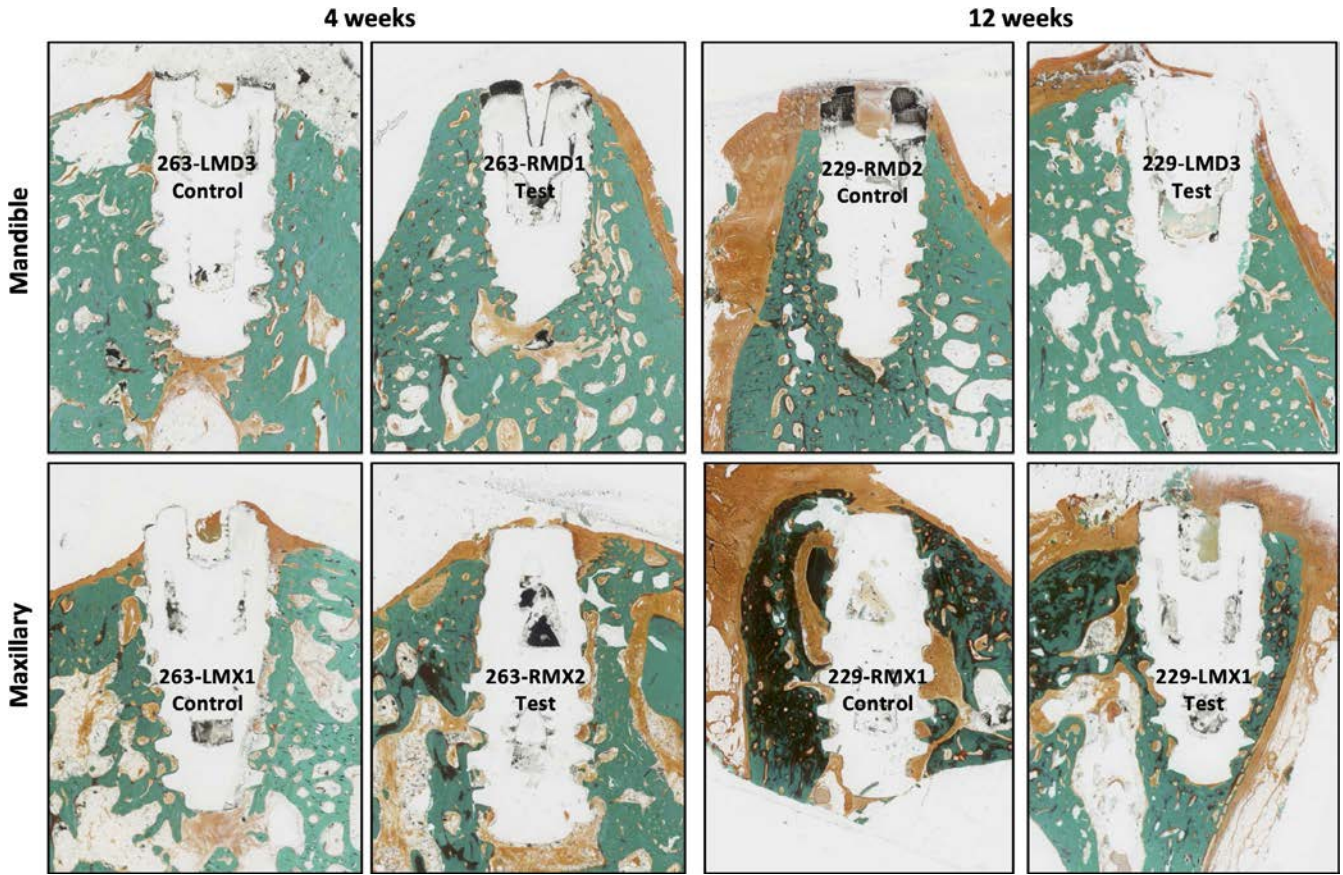 4 weeks
12 weeks
Mandible
263-LMD3
Control
263-RMD1
Test
229-RMD2
Control
229-LMD3
Test
Maxillary
263-LMX1
Control
263-RMX2
Test
229-RMX1
Control
229-LMX1
Test